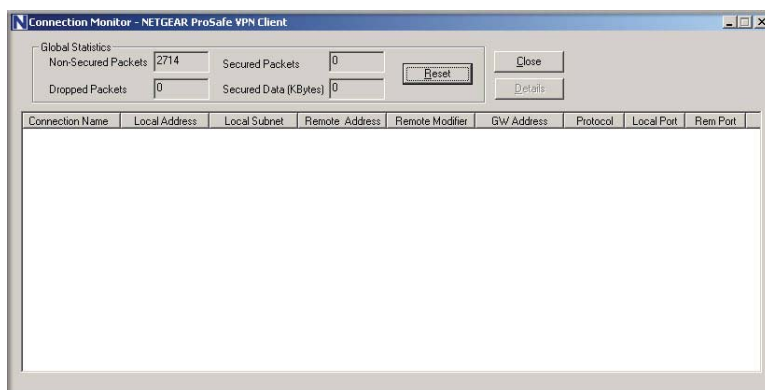 Connection Monitor - NETGEAR ProSafe VPN Client
Global Statistics
Non-Secured Packets 2714 Secured Packets 0 Reset Close
Dropped Packets 0 Secured Data (KBytes) 0 Details
Connection Name Local Address Local Subnet Remote Address Remote Modifier GW Address Protocol Local Port Rem Port